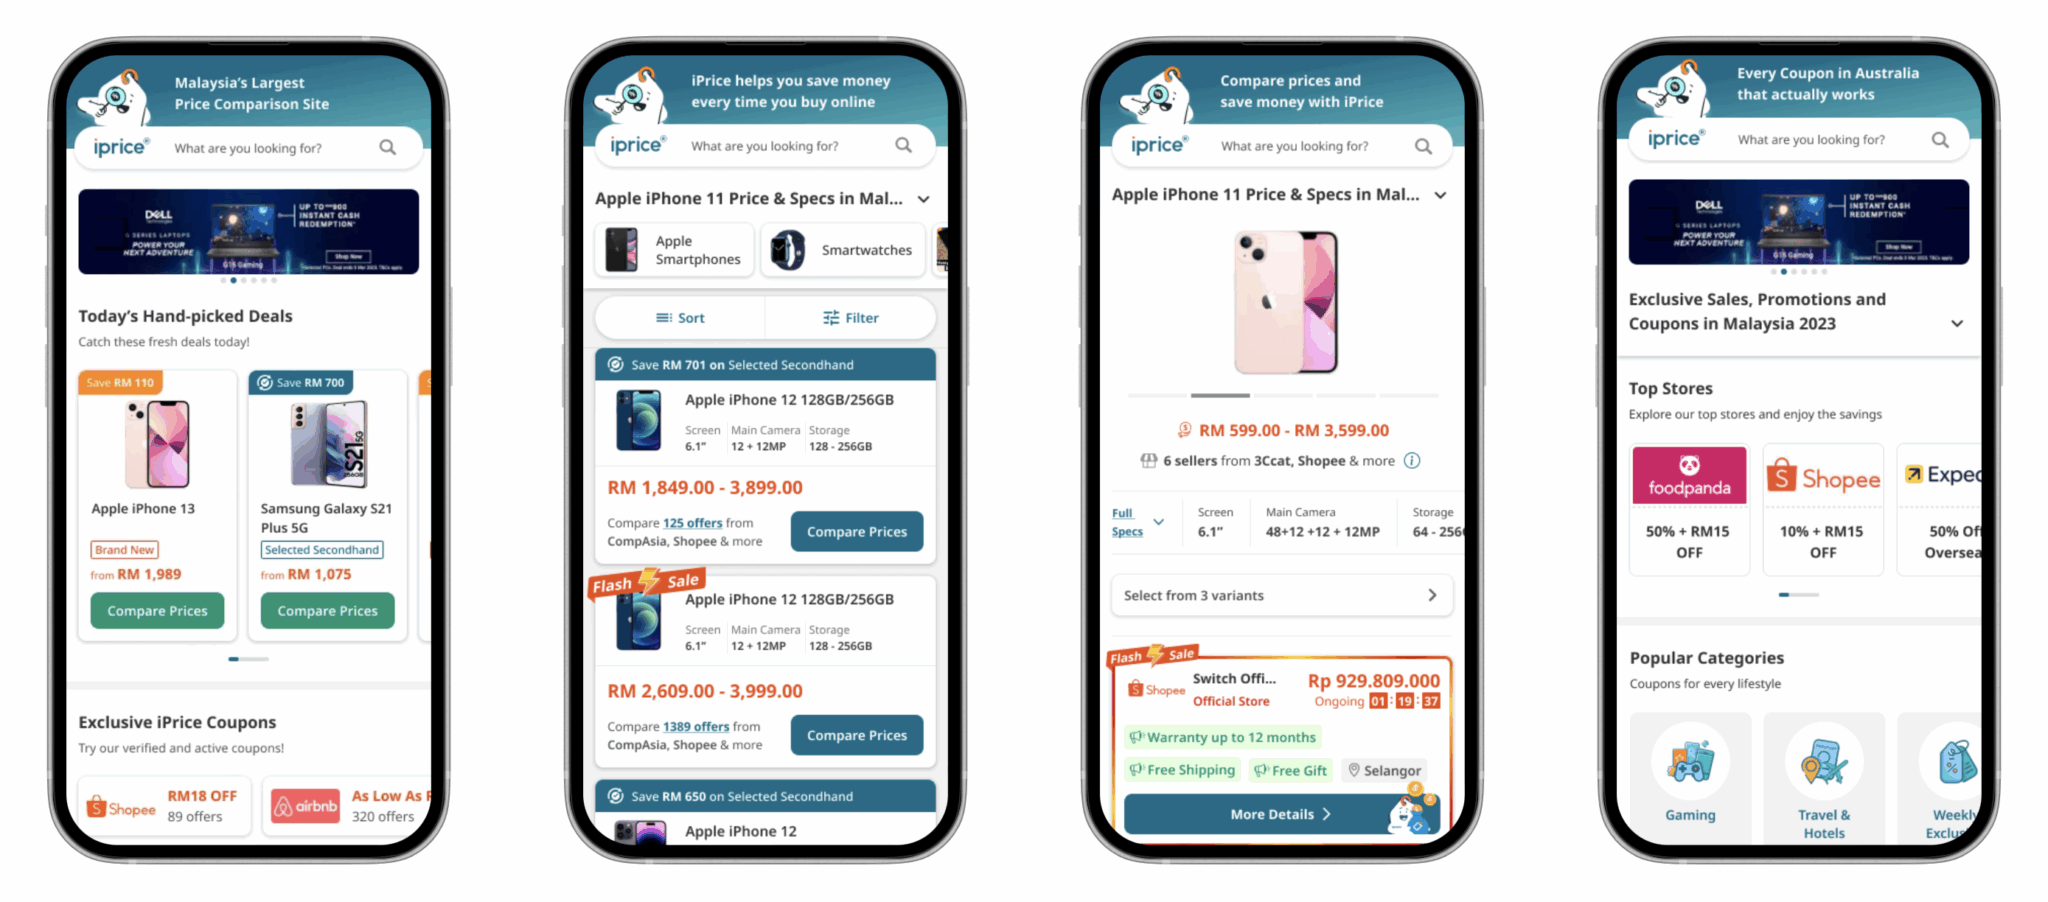 Malaysia's Largest
Price Comparison Site
iprice
What are you looking for?
DELL
Technologies
G SERIES LAPTOPS
POWER YOUR
NEXT ADVENTURE
G15 Gaming
UP TO
INSTANT CASH
REDEMPTION*
Shop Now
Today's Hand-picked Deals
Catch these fresh deals today!
Save RM 110
Apple iPhone 13
Brand New
from RM 1,989
Compare Prices
Save RM 700
S21 5G
Samsung Galaxy S21
Plus 5G
Selected Secondhand
from RM 1,075
Compare Prices
S
Exclusive iPrice Coupons
Try our verified and active coupons!
Shopee
RM18 OFF
89 offers
airbnb
As Low As
320 offers
iPrice helps you save money
every time you buy online
iprice
What are you looking for?
Apple iPhone 11 Price & Specs in Mal...
Apple
Smartphones
Smartwatches
Sort
Filter
Save RM 701 on Selected Secondhand
Apple iPhone 12 128GB/256GB
Screen Main Camera Storage
6.1" 12 + 12MP 128 - 256GB
RM 1,849.00 - 3,899.00
Compare 125 offers from
CompAsia, Shopee & more
Compare Prices
Flash Sale
Apple iPhone 12 128GB/256GB
Screen Main Camera Storage
6.1" 12 + 12MP 128 - 256GB
RM 2,609.00 - 3,999.00
Compare 1389 offers from
CompAsia, Shopee & more
Compare Prices
Save RM 650 on Selected Secondhand
Apple iPhone 12
Compare prices and
save money with iPrice
iprice
What are you looking for?
Apple iPhone 11 Price & Specs in Mal...
RM 599.00 - RM 3,599.00
6 sellers from 3Ccat, Shopee & more
Full
Specs
Screen Main Camera Storage
6.1" 48+12 +12 + 12MP 64 - 256
Select from 3 variants
Flash Sale
Shopee
Switch Offi...
Official Store
Rp 929.809.000
Ongoing 01 : 19 : 37
Warranty up to 12 months
Free Shipping
Free Gift
Selangor
More Details
Every Coupon in Australia
that actually works
iprice
What are you looking for?
DELL
Technologies
G SERIES LAPTOPS
POWER YOUR
NEXT ADVENTURE
G15 Gaming
UP TO
INSTANT CASH
REDEMPTION*
Shop Now
Exclusive Sales, Promotions and
Coupons in Malaysia 2023
Top Stores
Explore our top stores and enjoy the savings
foodpanda
50% + RM15
OFF
Shopee
10% + RM15
OFF
Exped
50% Of
Oversea
Popular Categories
Coupons for every lifestyle
Gaming
Travel &
Hotels
Weekly
Exclus